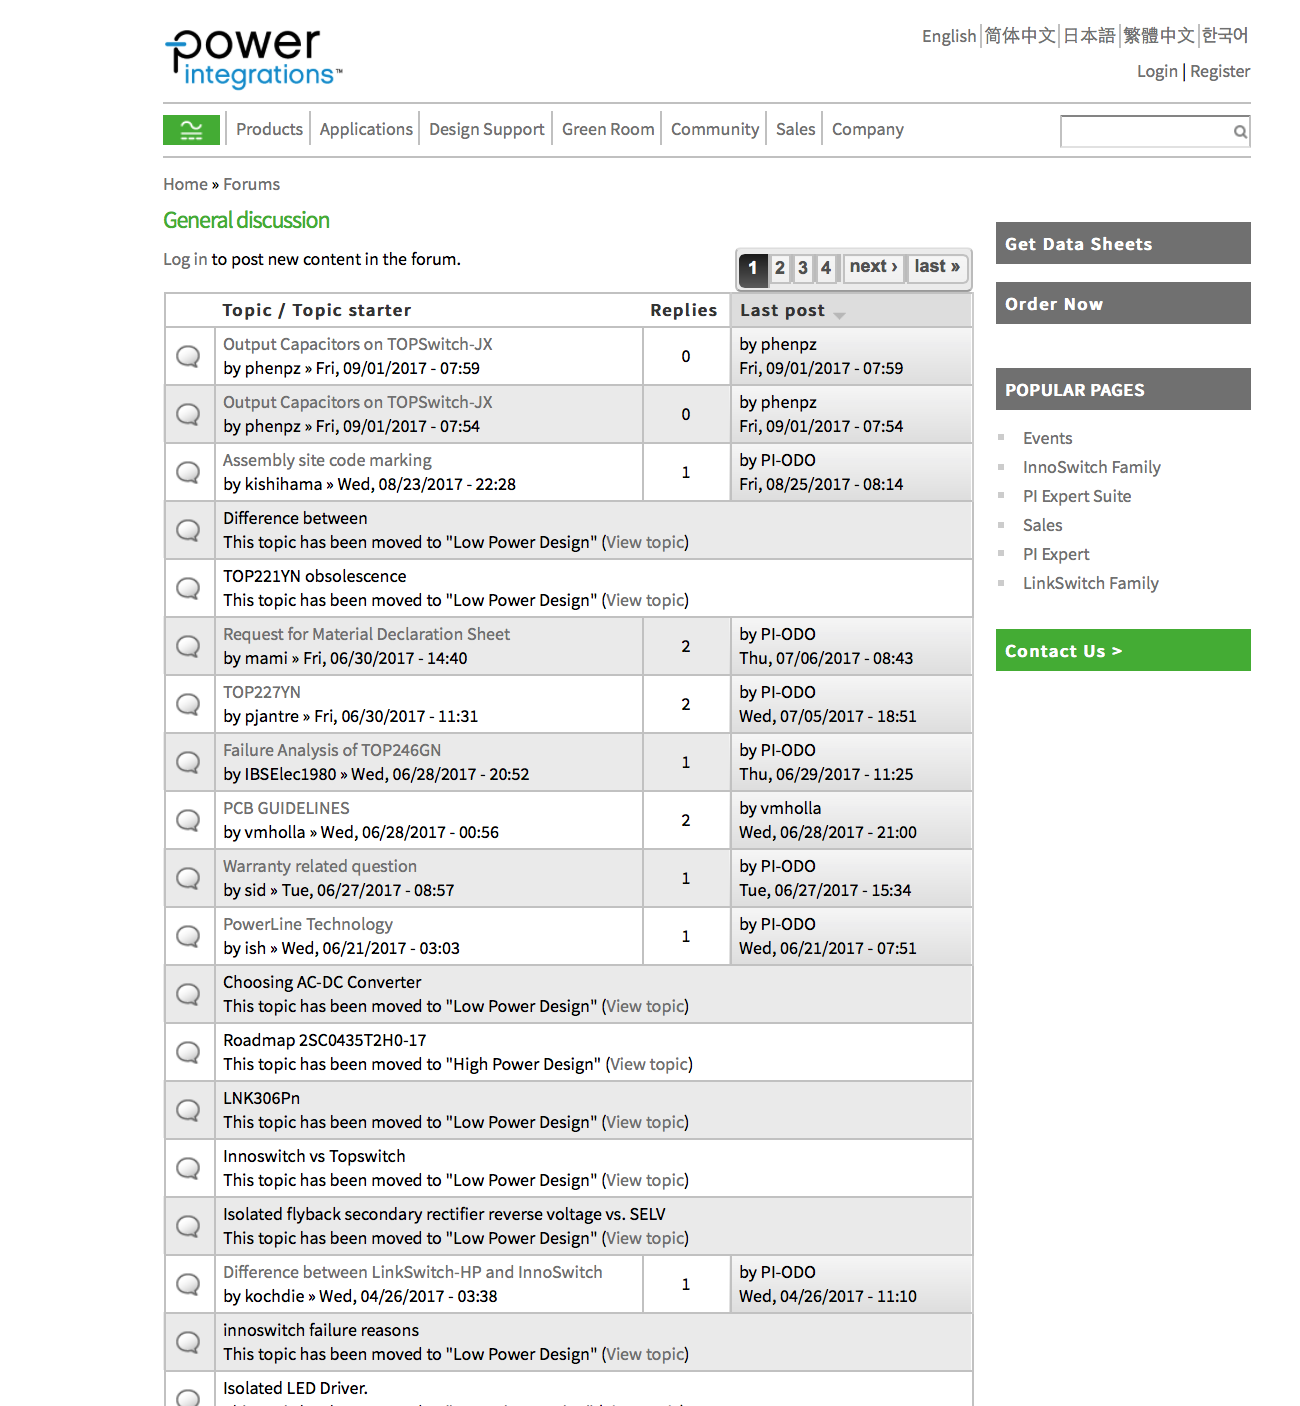 power
integrations™
English 简体中文 日本語 繁體中文 한국어
Login | Register
Products Applications Design Support Green Room Community Sales Company
Home » Forums
General discussion
Log in to post new content in the forum.
1 2 3 4 next › last »
Topic / Topic starter Replies Last post
Output Capacitors on TOPSwitch-JX
by phenpz » Fri, 09/01/2017 - 07:59
0
by phenpz
Fri, 09/01/2017 - 07:59
Output Capacitors on TOPSwitch-JX
by phenpz » Fri, 09/01/2017 - 07:54
0
by phenpz
Fri, 09/01/2017 - 07:54
Assembly site code marking
by kishihama » Wed, 08/23/2017 - 22:28
1
by PI-ODO
Fri, 08/25/2017 - 08:14
Difference between
This topic has been moved to "Low Power Design" (View topic)
TOP221YN obsolescence
This topic has been moved to "Low Power Design" (View topic)
Request for Material Declaration Sheet
by mami » Fri, 06/30/2017 - 14:40
2
by PI-ODO
Thu, 07/06/2017 - 08:43
TOP227YN
by pjantre » Fri, 06/30/2017 - 11:31
2
by PI-ODO
Wed, 07/05/2017 - 18:51
Failure Analysis of TOP246GN
by IBSElec1980 » Wed, 06/28/2017 - 20:52
1
by PI-ODO
Thu, 06/29/2017 - 11:25
PCB GUIDELINES
by vmholla » Wed, 06/28/2017 - 00:56
2
by vmholla
Wed, 06/28/2017 - 21:00
Warranty related question
by sid » Tue, 06/27/2017 - 08:57
1
by PI-ODO
Tue, 06/27/2017 - 15:34
PowerLine Technology
by ish » Wed, 06/21/2017 - 03:03
1
by PI-ODO
Wed, 06/21/2017 - 07:51
Choosing AC-DC Converter
This topic has been moved to "Low Power Design" (View topic)
Roadmap 2SC0435T2H0-17
This topic has been moved to "High Power Design" (View topic)
LNK306Pn
This topic has been moved to "Low Power Design" (View topic)
Innoswitch vs Topswitch
This topic has been moved to "Low Power Design" (View topic)
Isolated flyback secondary rectifier reverse voltage vs. SELV
This topic has been moved to "Low Power Design" (View topic)
Difference between LinkSwitch-HP and InnoSwitch
by kochdie » Wed, 04/26/2017 - 03:38
1
by PI-ODO
Wed, 04/26/2017 - 11:10
innoswitch failure reasons
This topic has been moved to "Low Power Design" (View topic)
Isolated LED Driver.
Get Data Sheets
Order Now
POPULAR PAGES
Events
InnoSwitch Family
PI Expert Suite
Sales
PI Expert
LinkSwitch Family
Contact Us >